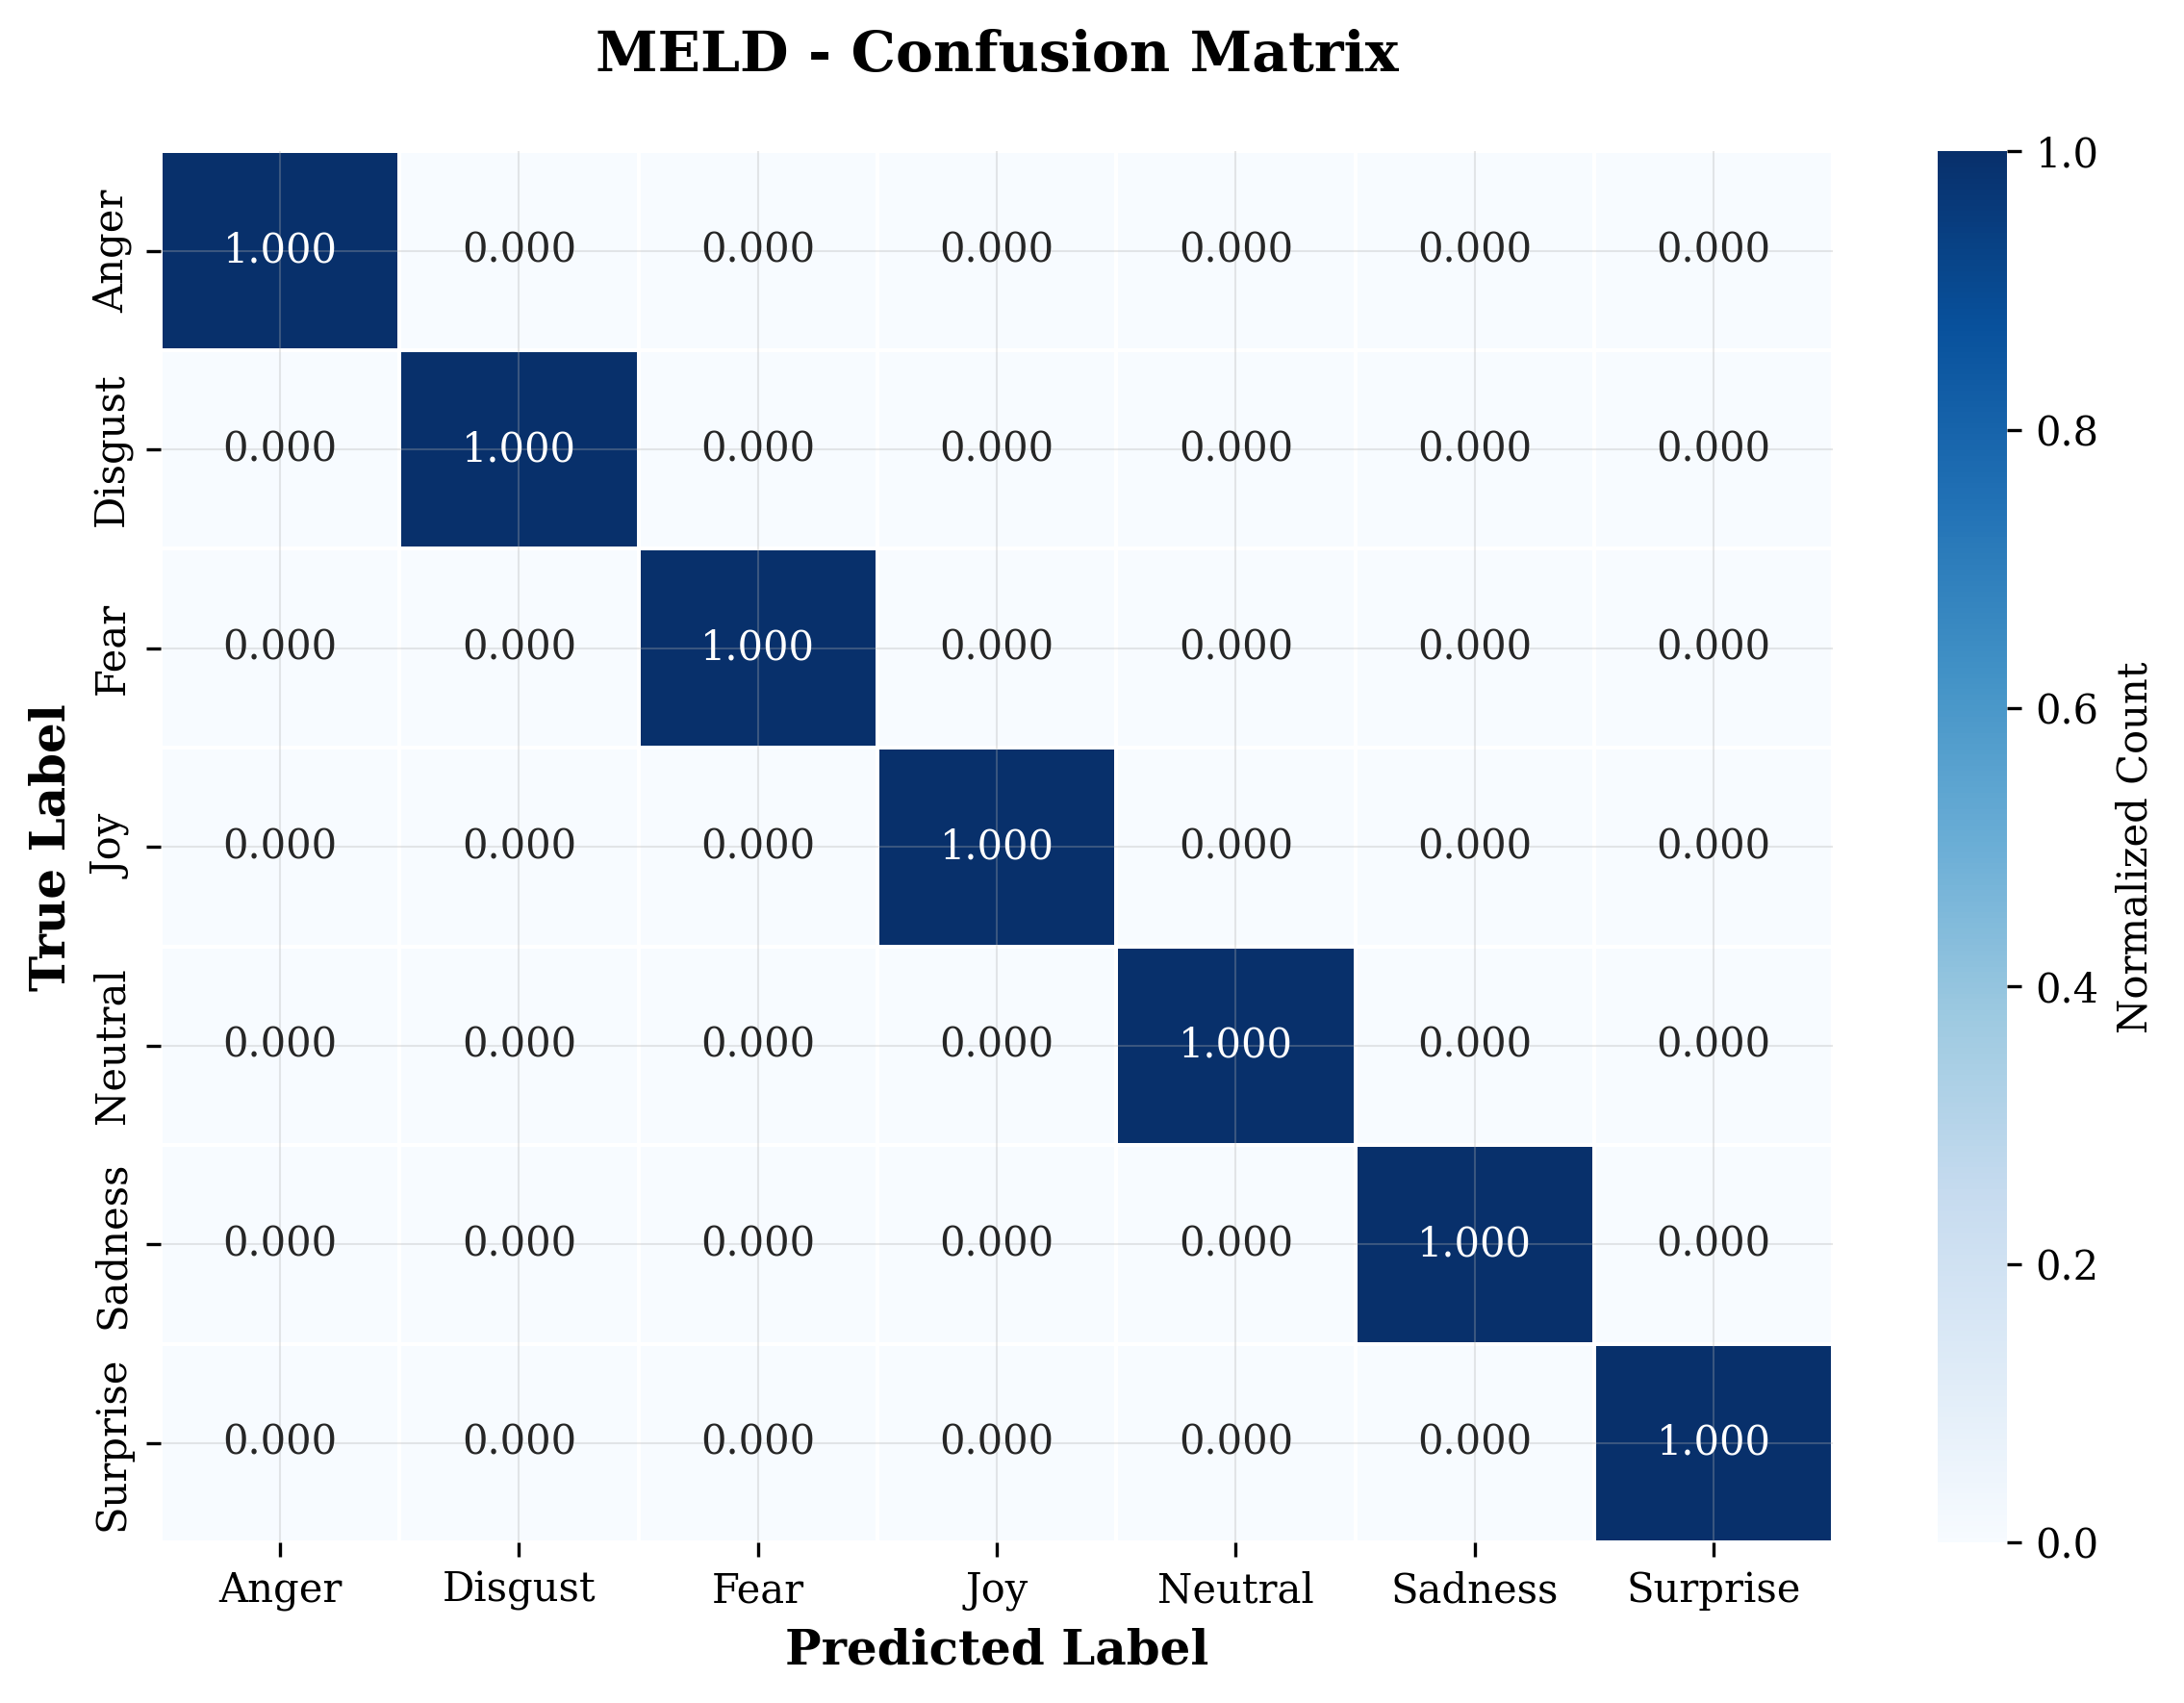 MELD - Confusion Matrix
True Label
Anger 1.000 0.000 0.000 0.000 0.000 0.000 0.000
Disgust 0.000 1.000 0.000 0.000 0.000 0.000 0.000
Fear 0.000 0.000 1.000 0.000 0.000 0.000 0.000
Joy 0.000 0.000 0.000 1.000 0.000 0.000 0.000
Neutral 0.000 0.000 0.000 0.000 1.000 0.000 0.000
Sadness 0.000 0.000 0.000 0.000 0.000 1.000 0.000
Surprise 0.000 0.000 0.000 0.000 0.000 0.000 1.000
Anger Disgust Fear Joy Neutral Sadness Surprise
Predicted Label
1.0
0.8
0.6
0.4
0.2
0.0
Normalized Count